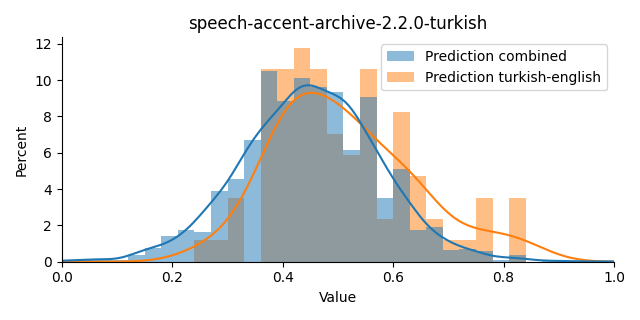 speech-accent-archive-2.2.0-turkish
Prediction combined
Prediction turkish-english
Percent
12
10
8
6
4
2
0
0.0 0.2 0.4 0.6 0.8 1.0
Value